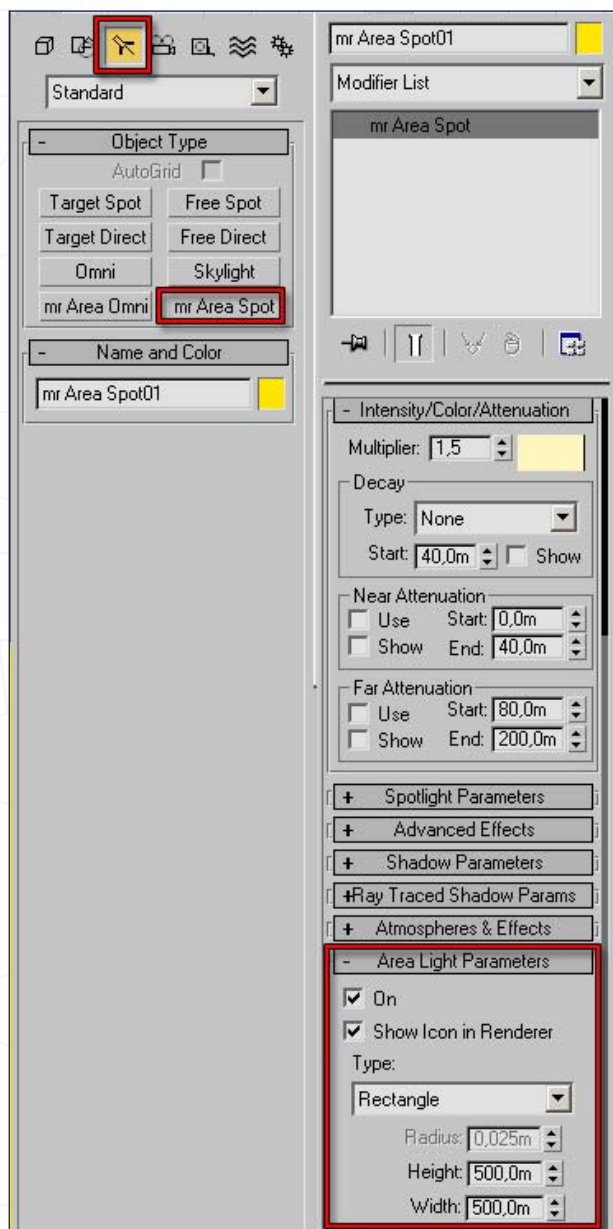 Standard
- Object Type
AutoGrid
Target Spot Free Spot
Target Direct Free Direct
Omni Skylight
mr Area Omni mr Area Spot
- Name and Color
mr Area Spot01
mr Area Spot01
Modifier List
mr Area Spot
- Intensity/Color/Attenuation
Multiplier: 1,5
Decay
Type: None
Start: 40,0m Show
Near Attenuation
Use Start: 0,0m
Show End: 40,0m
Far Attenuation
Use Start: 80,0m
Show End: 200,0m
+ Spotlight Parameters
+ Advanced Effects
+ Shadow Parameters
+Ray Traced Shadow Params
+ Atmospheres & Effects
- Area Light Parameters
On
Show Icon in Renderer
Type:
Rectangle
Radius: 0,025m
Height: 500,0m
Width: 500,0m